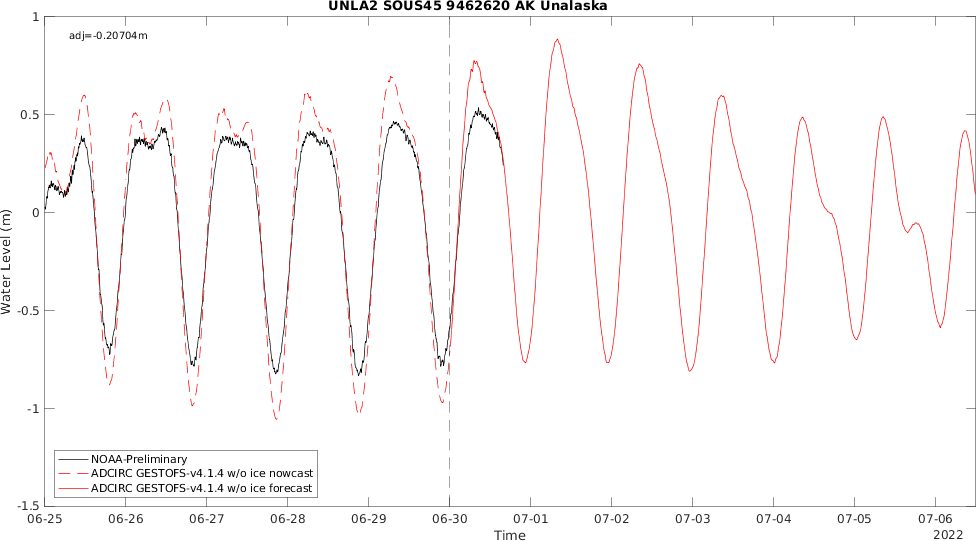 UNLA2 SOUS45 9462620 AK Unalaska
adj=-0.20704m
1
0.5
0
-0.5
-1
-1.5
Water Level (m)
NOAA-Preliminary
ADCIRC GESTOFS-v4.1.4 w/o ice nowcast
ADCIRC GESTOFS-v4.1.4 w/o ice forecast
06-25 06-26 06-27 06-28 06-29 06-30 07-01 07-02 07-03 07-04 07-05 07-06
Time
2022